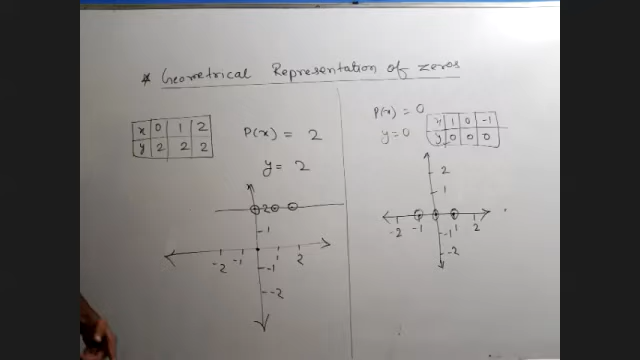 * Geometrical Representation of zeros
x 0 1 2
y 2 2 2
P(x) = 2
y = 2
2
1
-2 -1 1 2
-1
-2
P(x) = 0
y=0
x 1 0 -1
y 0 0 0
2
1
-2 -1 1 2
-1
-2